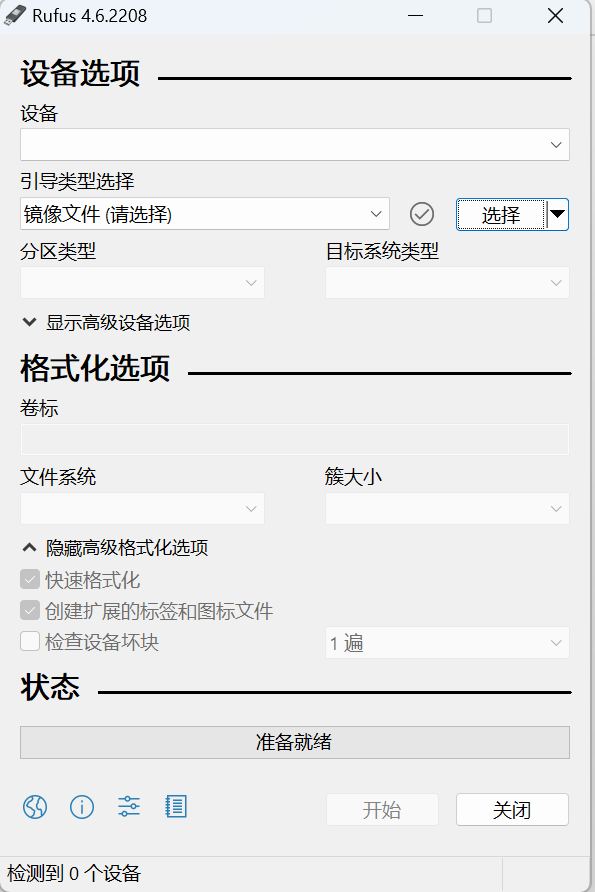 Rufus 4.6.2208
设备选项
设备
引导类型选择
镜像文件 (请选择)
选择
分区类型
目标系统类型
显示高级设备选项
格式化选项
卷标
文件系统
簇大小
隐藏高级格式化选项
快速格式化
创建扩展的标签和图标文件
检查设备坏块
1 遍
状态
准备就绪
开始
关闭
检测到 0 个设备